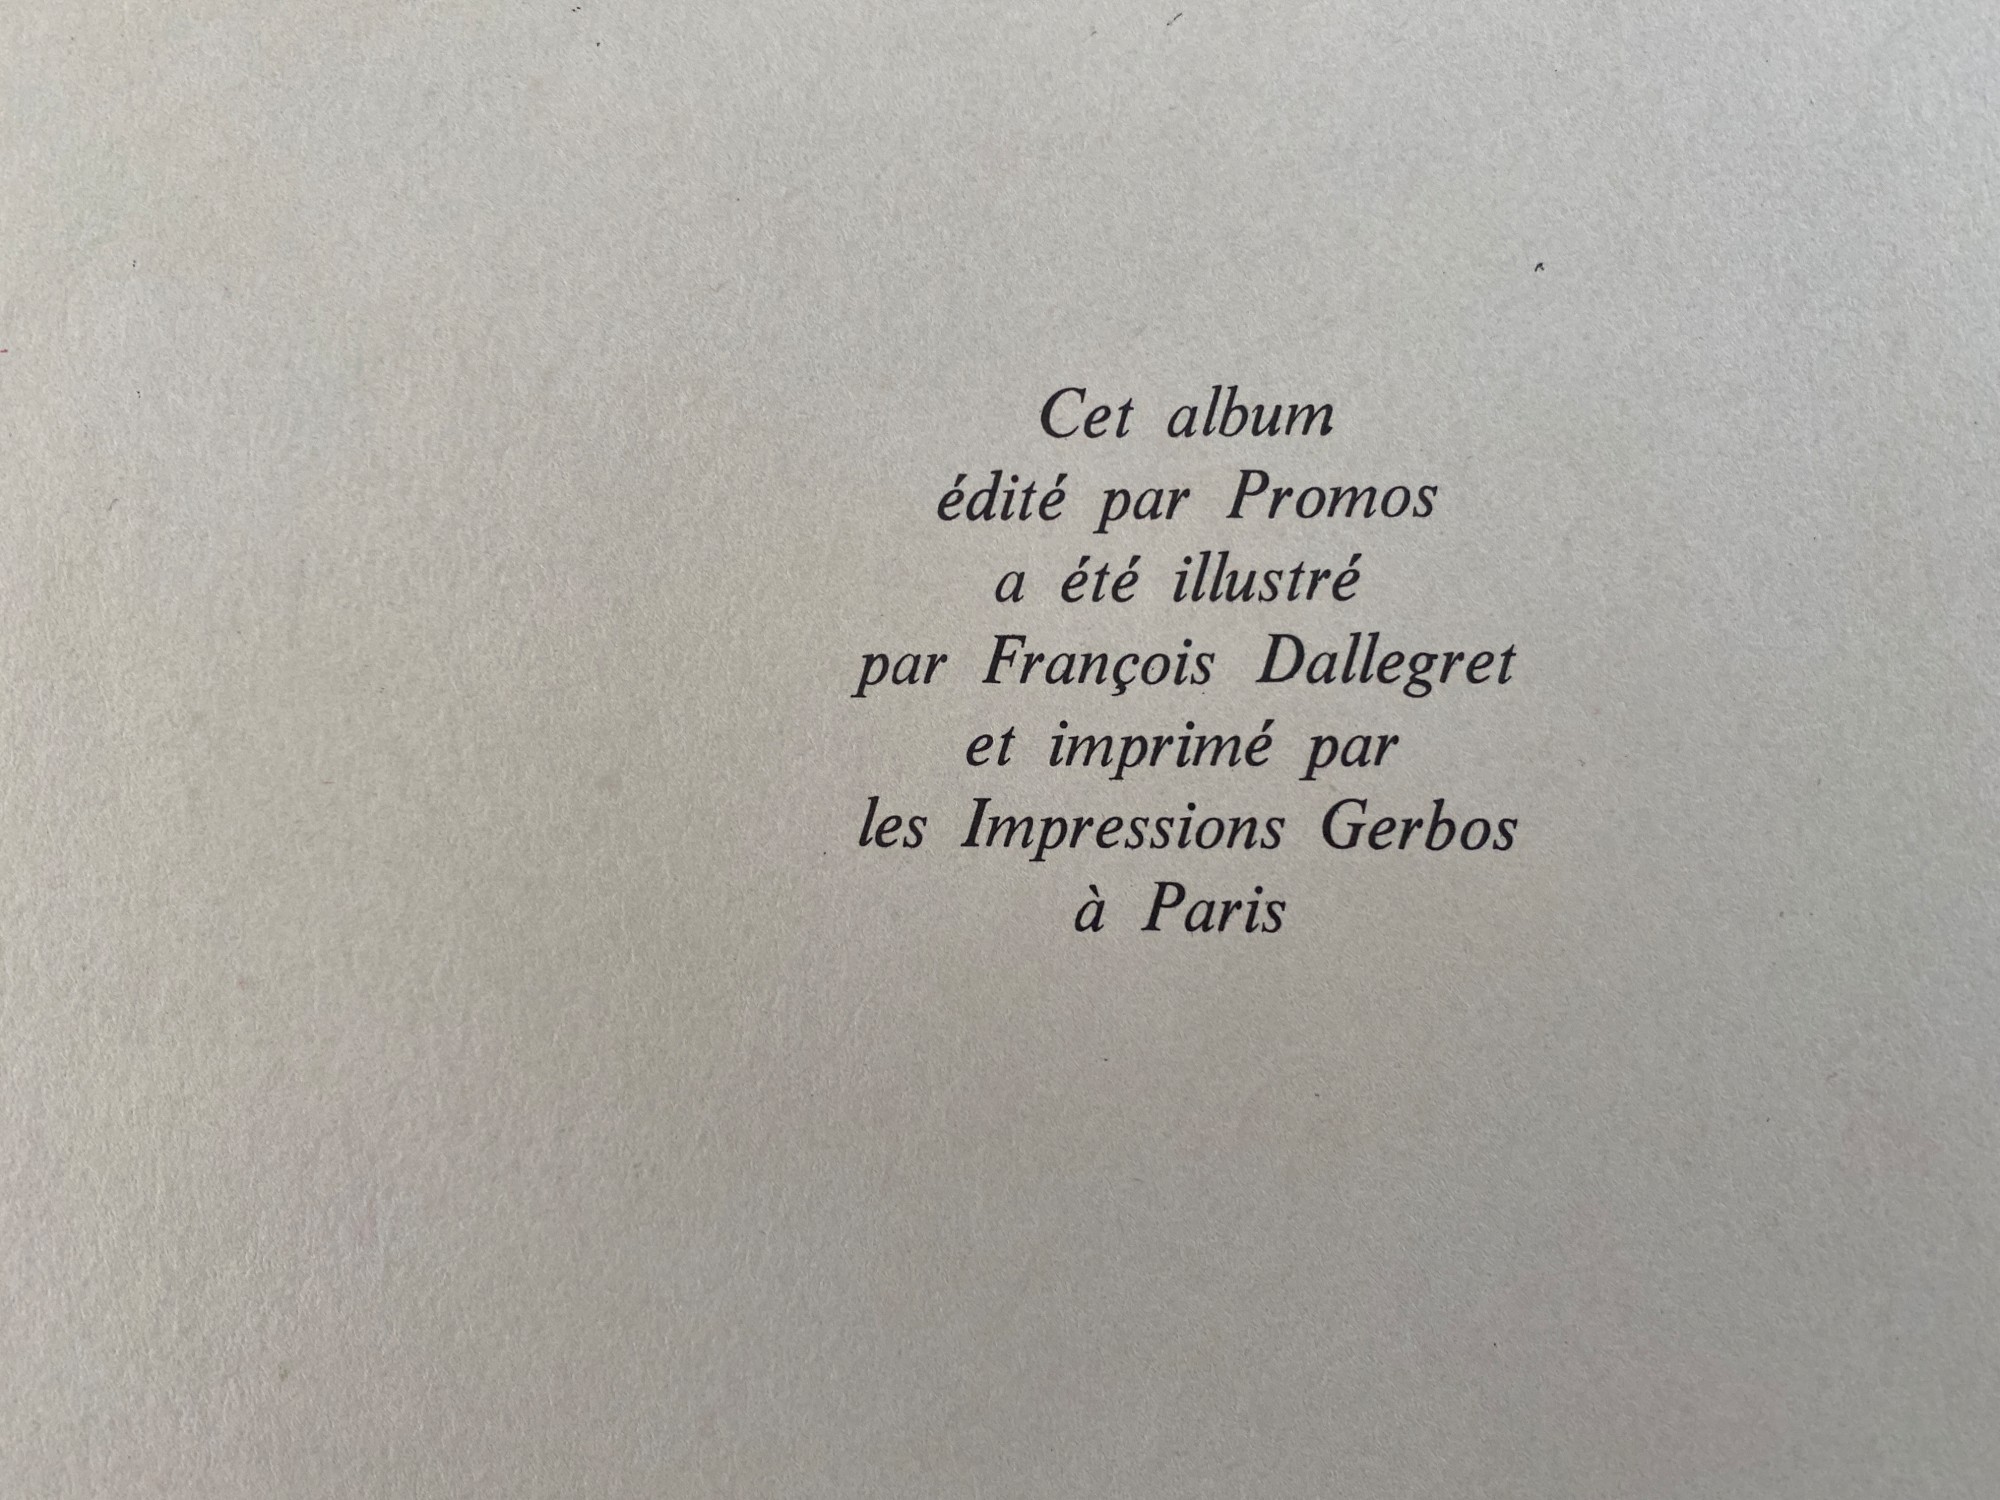 Cet album
édité par Promos
a été illustré
par François Dallegret
et imprimé par
les Impressions Gerbos
à Paris